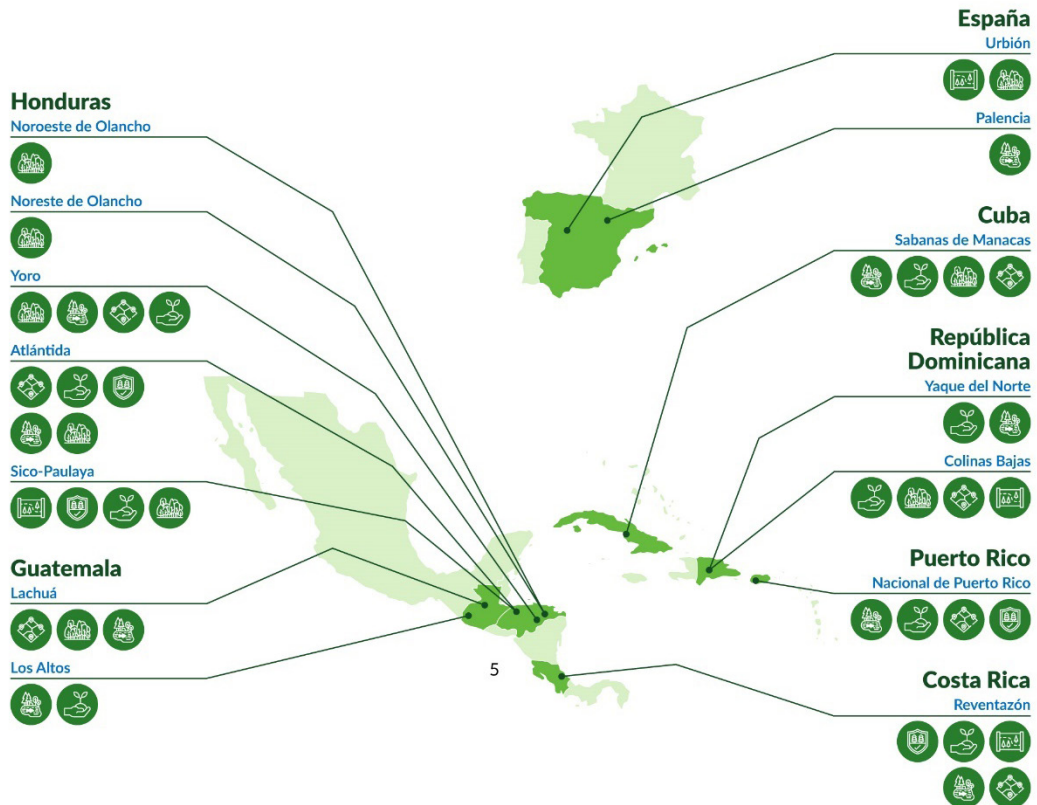 Honduras
Noroeste de Olancho
Noreste de Olancho
Yoro
Atlántida
Sico-Paulaya
Guatemala
Lachuá
Los Altos
España
Urbión
Palencia
Cuba
Sabanas de Manacas
República
Dominicana
Yaque del Norte
Colinas Bajas
Puerto Rico
Nacional de Puerto Rico
Costa Rica
Reventazón
5